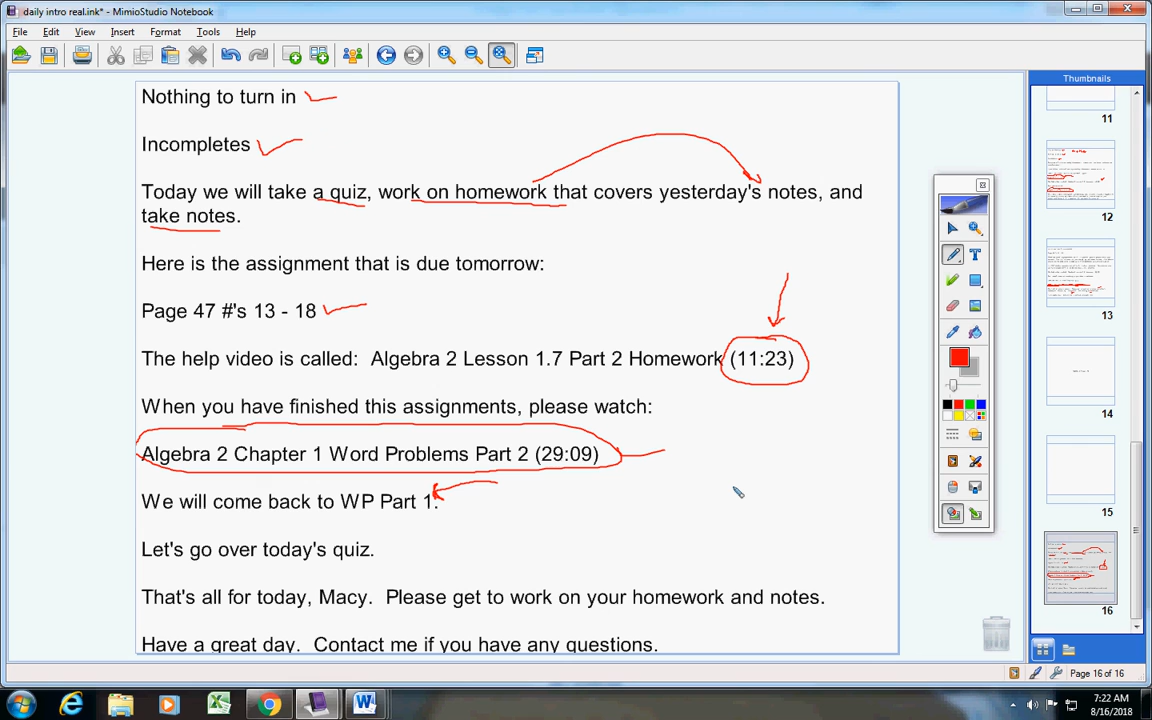 daily intro real.ink* - MimioStudio Notebook
File Edit View Insert Format Tools Help
Nothing to turn in
Incompletes
Today we will take a quiz, work on homework that covers yesterday's notes, and
take notes.
Here is the assignment that is due tomorrow:
Page 47 #'s 13 - 18
The help video is called:  Algebra 2 Lesson 1.7 Part 2 Homework (11:23)
When you have finished this assignments, please watch:
Algebra 2 Chapter 1 Word Problems Part 2 (29:09)
We will come back to WP Part 1.
Let's go over today's quiz.
That's all for today, Macy.  Please get to work on your homework and notes.
Have a great day.  Contact me if you have any questions.
Thumbnails
11
12
13
14
15
16
Page 16 of 16
7:22 AM
8/16/2018